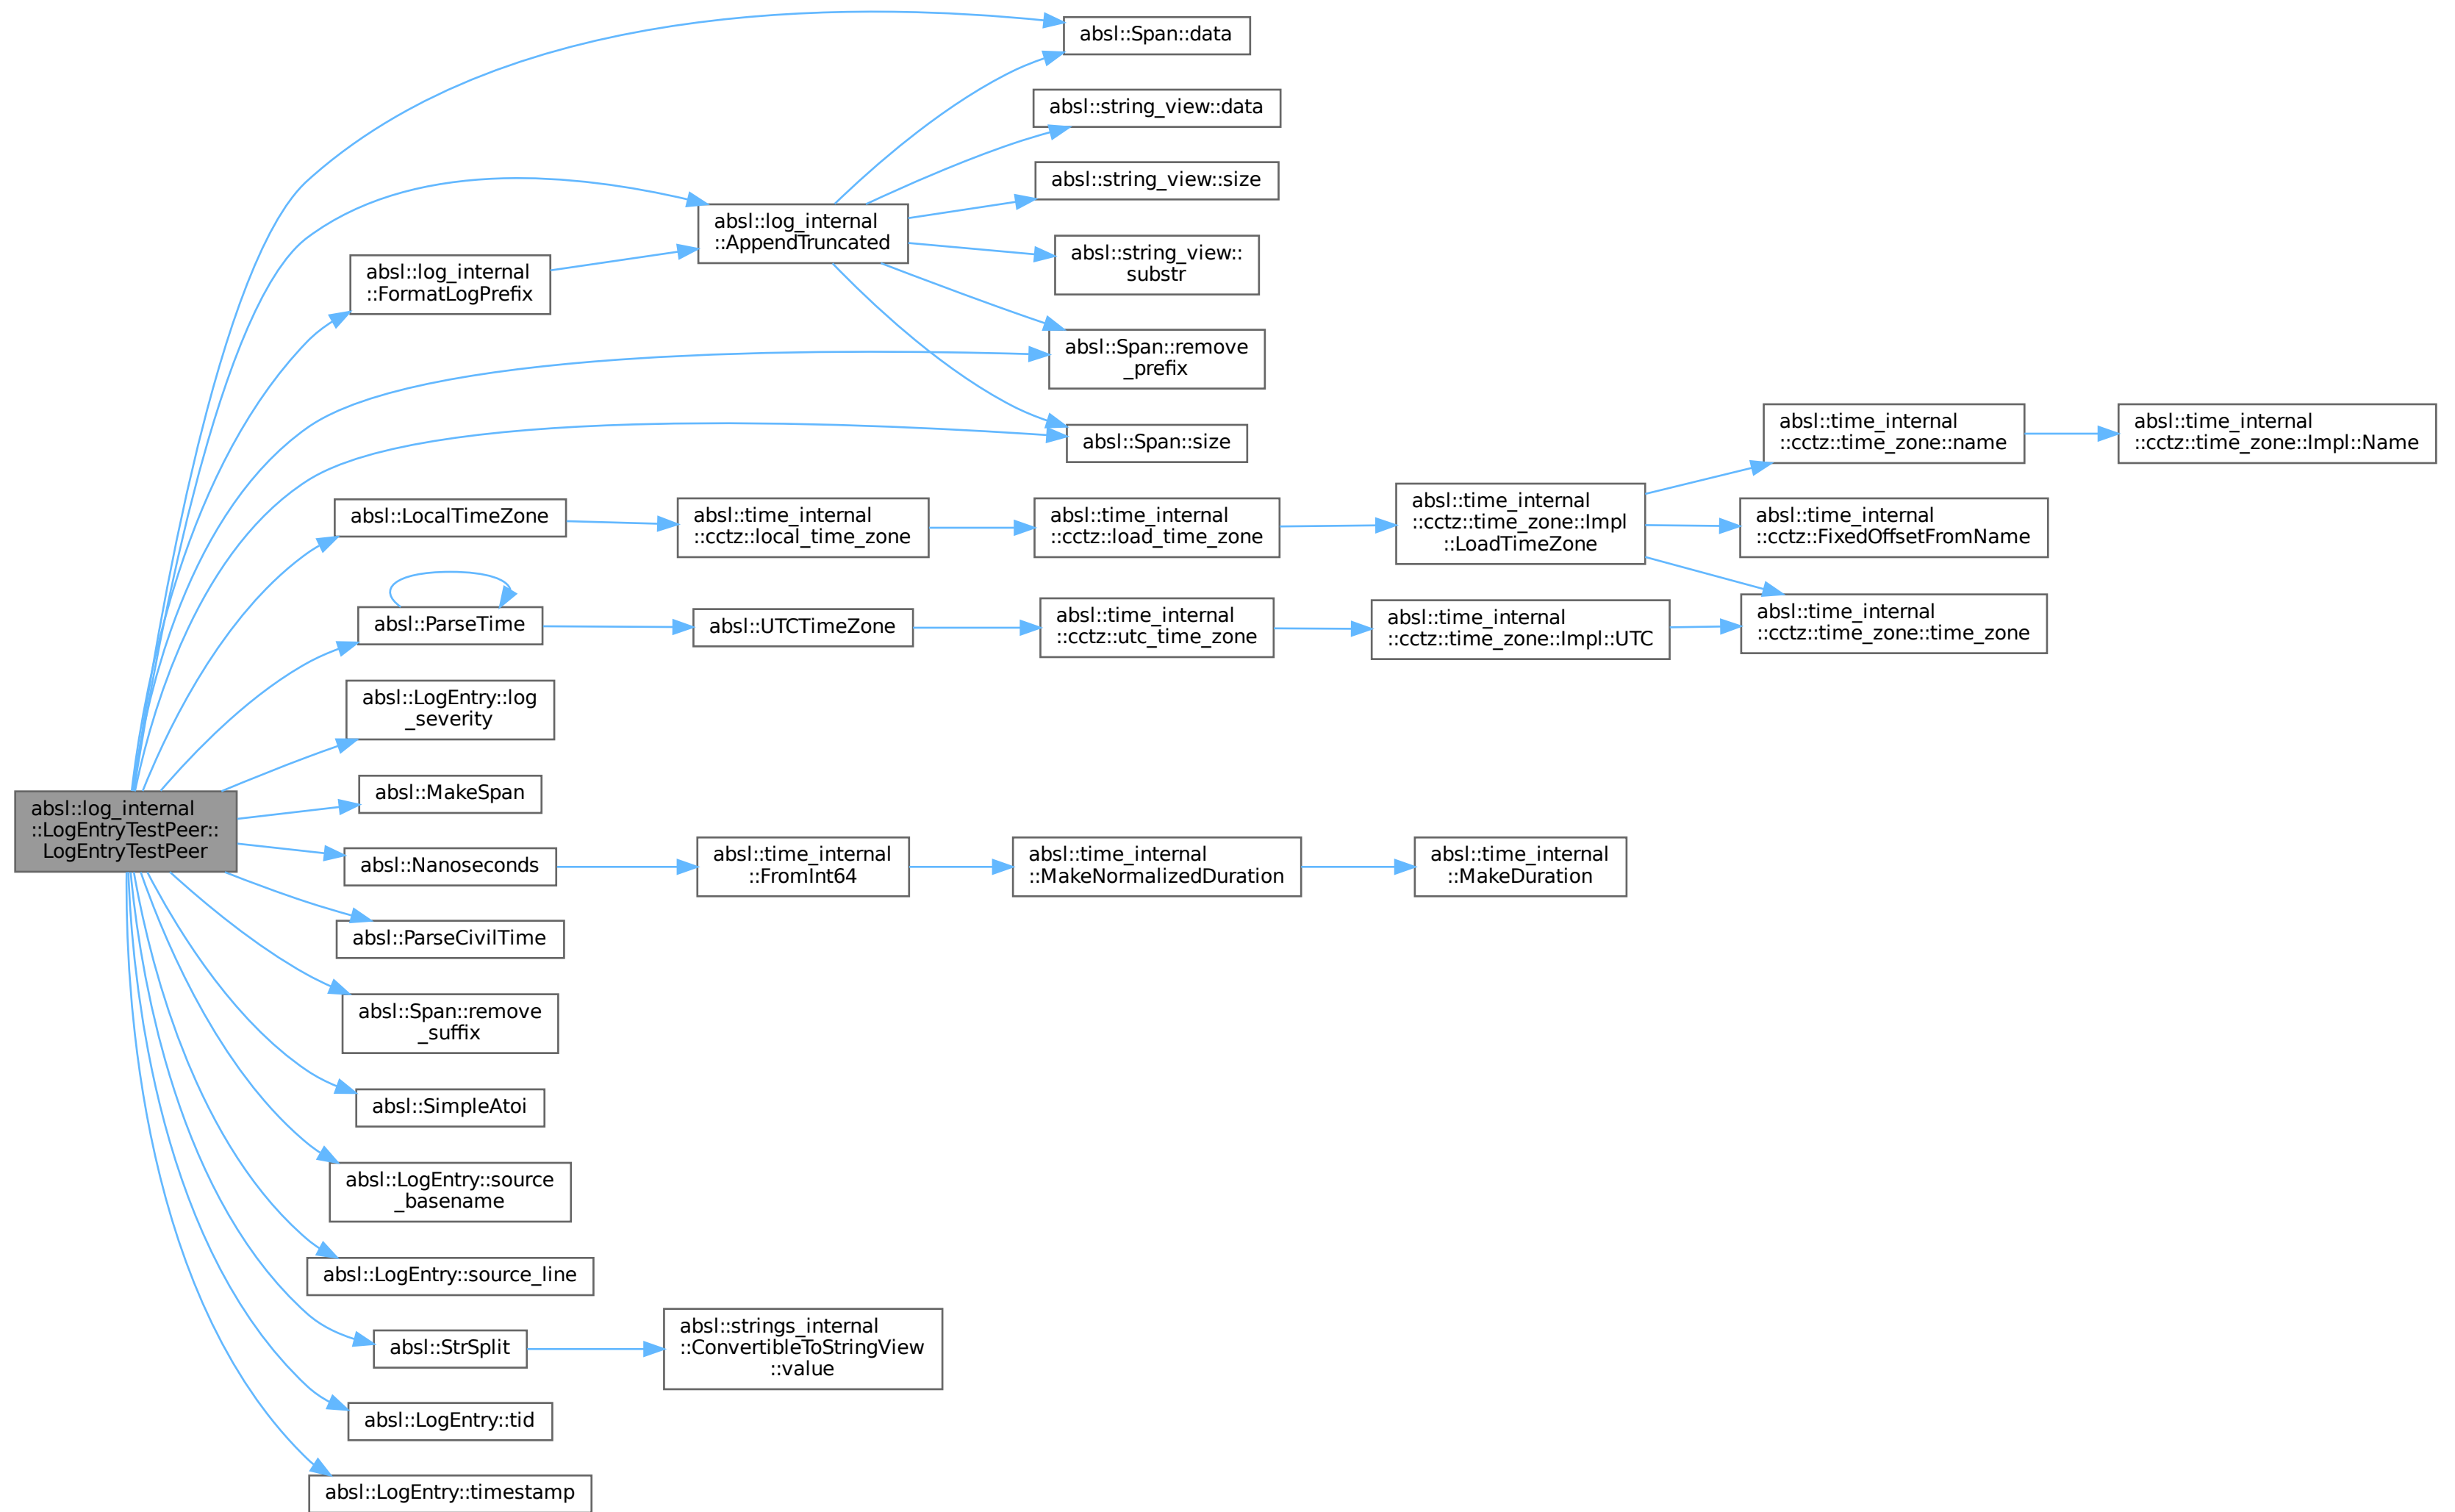 absl::Span::data
absl::string_view::data
absl::string_view::size
absl::log_internal
::AppendTruncated
absl::string_view::
substr
absl::log_internal
::FormatLogPrefix
absl::Span::remove
_prefix
absl::Span::size
absl::time_internal
::cctz::time_zone::name
absl::time_internal
::cctz::time_zone::Impl::Name
absl::LocalTimeZone
absl::time_internal
::cctz::local_time_zone
absl::time_internal
::cctz::load_time_zone
absl::time_internal
::cctz::time_zone::Impl
::LoadTimeZone
absl::time_internal
::cctz::FixedOffsetFromName
absl::ParseTime
absl::UTCTimeZone
absl::time_internal
::cctz::utc_time_zone
absl::time_internal
::cctz::time_zone::Impl::UTC
absl::time_internal
::cctz::time_zone::time_zone
absl::LogEntry::log
_severity
absl::MakeSpan
absl::log_internal
::LogEntryTestPeer::
LogEntryTestPeer
absl::Nanoseconds
absl::time_internal
::FromInt64
absl::time_internal
::MakeNormalizedDuration
absl::time_internal
::MakeDuration
absl::ParseCivilTime
absl::Span::remove
_suffix
absl::SimpleAtoi
absl::LogEntry::source
_basename
absl::LogEntry::source_line
absl::StrSplit
absl::strings_internal
::ConvertibleToStringView
::value
absl::LogEntry::tid
absl::LogEntry::timestamp